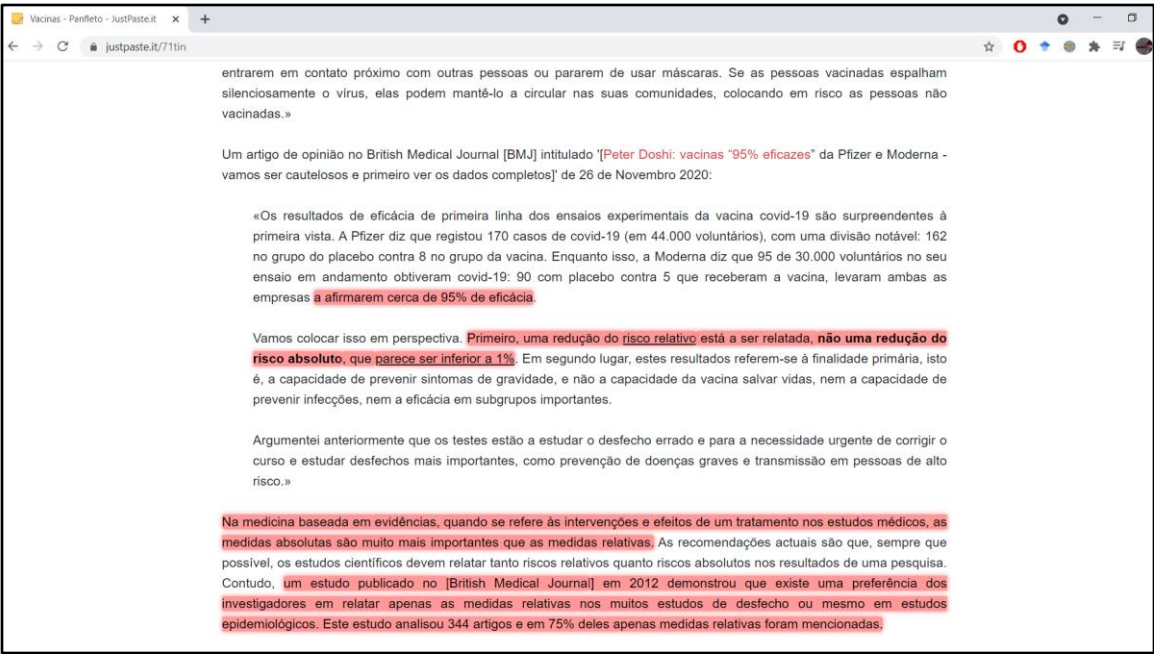 Vacinas - Panfleto - JustPaste.it
justpaste.it/71tin
entrarem em contato próximo com outras pessoas ou pararem de usar máscaras. Se as pessoas vacinadas espalham
silenciosamente o vírus, elas podem mantê-lo a circular nas suas comunidades, colocando em risco as pessoas não
vacinadas.»
Um artigo de opinião no British Medical Journal [BMJ] intitulado '[Peter Doshi: vacinas “95% eficazes” da Pfizer e Moderna -
vamos ser cautelosos e primeiro ver os dados completos]' de 26 de Novembro 2020:
«Os resultados de eficácia de primeira linha dos ensaios experimentais da vacina covid-19 são surpreendentes à
primeira vista. A Pfizer diz que registou 170 casos de covid-19 (em 44.000 voluntários), com uma divisão notável: 162
no grupo do placebo contra 8 no grupo da vacina. Enquanto isso, a Moderna diz que 95 de 30.000 voluntários no seu
ensaio em andamento obtiveram covid-19: 90 com placebo contra 5 que receberam a vacina, levaram ambas as
empresas a afirmarem cerca de 95% de eficácia.
Vamos colocar isso em perspectiva. Primeiro, uma redução do risco relativo está a ser relatada, não uma redução do
risco absoluto, que parece ser inferior a 1%. Em segundo lugar, estes resultados referem-se à finalidade primária, isto
é, a capacidade de prevenir sintomas de gravidade, e não a capacidade da vacina salvar vidas, nem a capacidade de
prevenir infecções, nem a eficácia em subgrupos importantes.
Argumentei anteriormente que os testes estão a estudar o desfecho errado e para a necessidade urgente de corrigir o
curso e estudar desfechos mais importantes, como prevenção de doenças graves e transmissão em pessoas de alto
risco.»
Na medicina baseada em evidências, quando se refere às intervenções e efeitos de um tratamento nos estudos médicos, as
medidas absolutas são muito mais importantes que as medidas relativas. As recomendações actuais são que, sempre que
possível, os estudos científicos devem relatar tanto riscos relativos quanto riscos absolutos nos resultados de uma pesquisa.
Contudo, um estudo publicado no [British Medical Journal] em 2012 demonstrou que existe uma preferência dos
investigadores em relatar apenas as medidas relativas nos muitos estudos de desfecho ou mesmo em estudos
epidemiológicos. Este estudo analisou 344 artigos e em 75% deles apenas medidas relativas foram mencionadas.